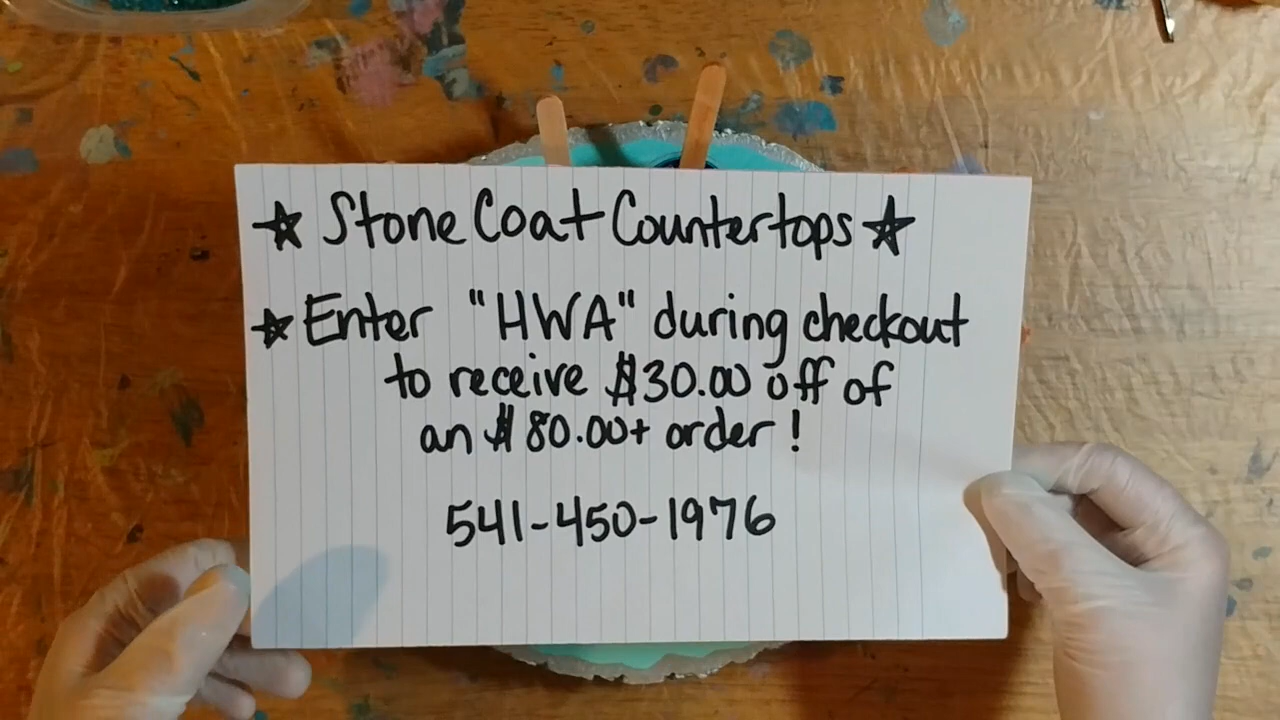 ☆ Stone Coat Countertops ☆
☆ Enter "HWA" during checkout
to receive $30.00 off of
an $80.00+ order!
541-450-1976